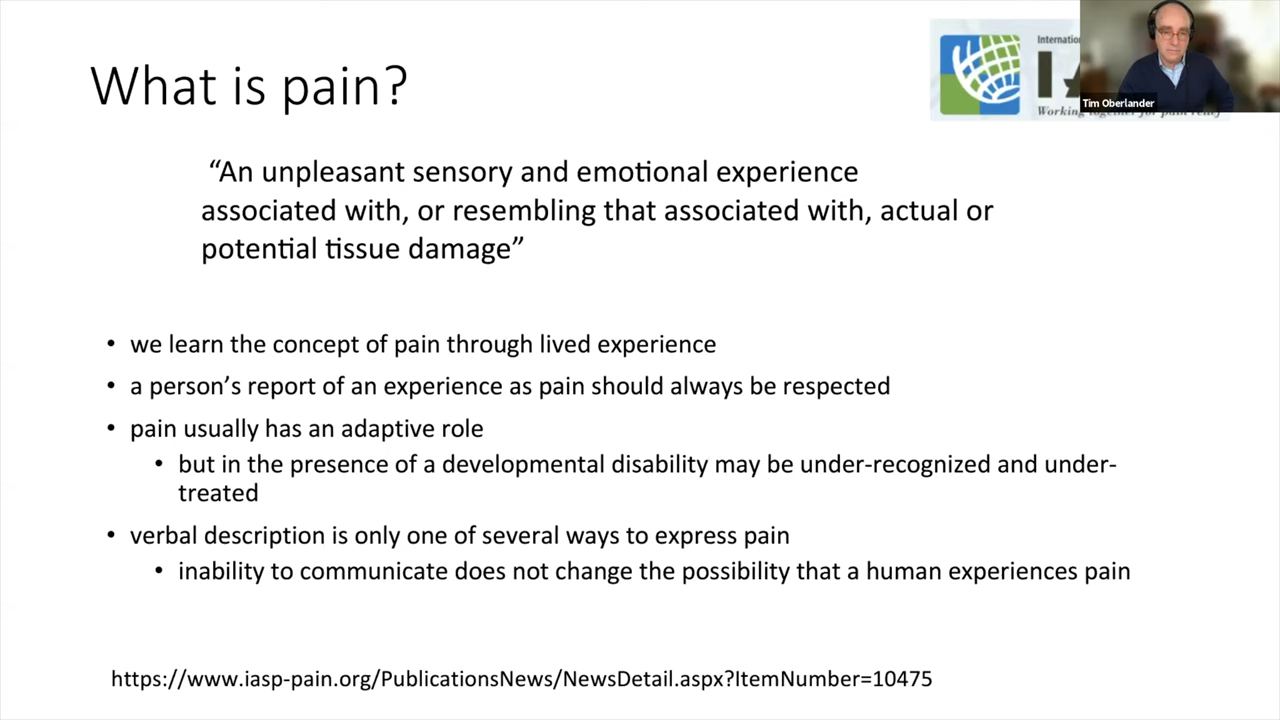 What is pain?
Internatio
I
Tim Oberlander
Working together for pain relief
“An unpleasant sensory and emotional experience
associated with, or resembling that associated with, actual or
potential tissue damage”
• we learn the concept of pain through lived experience
• a person’s report of an experience as pain should always be respected
• pain usually has an adaptive role
• but in the presence of a developmental disability may be under-recognized and under-
treated
• verbal description is only one of several ways to express pain
• inability to communicate does not change the possibility that a human experiences pain
https://www.iasp-pain.org/PublicationsNews/NewsDetail.aspx?ItemNumber=10475